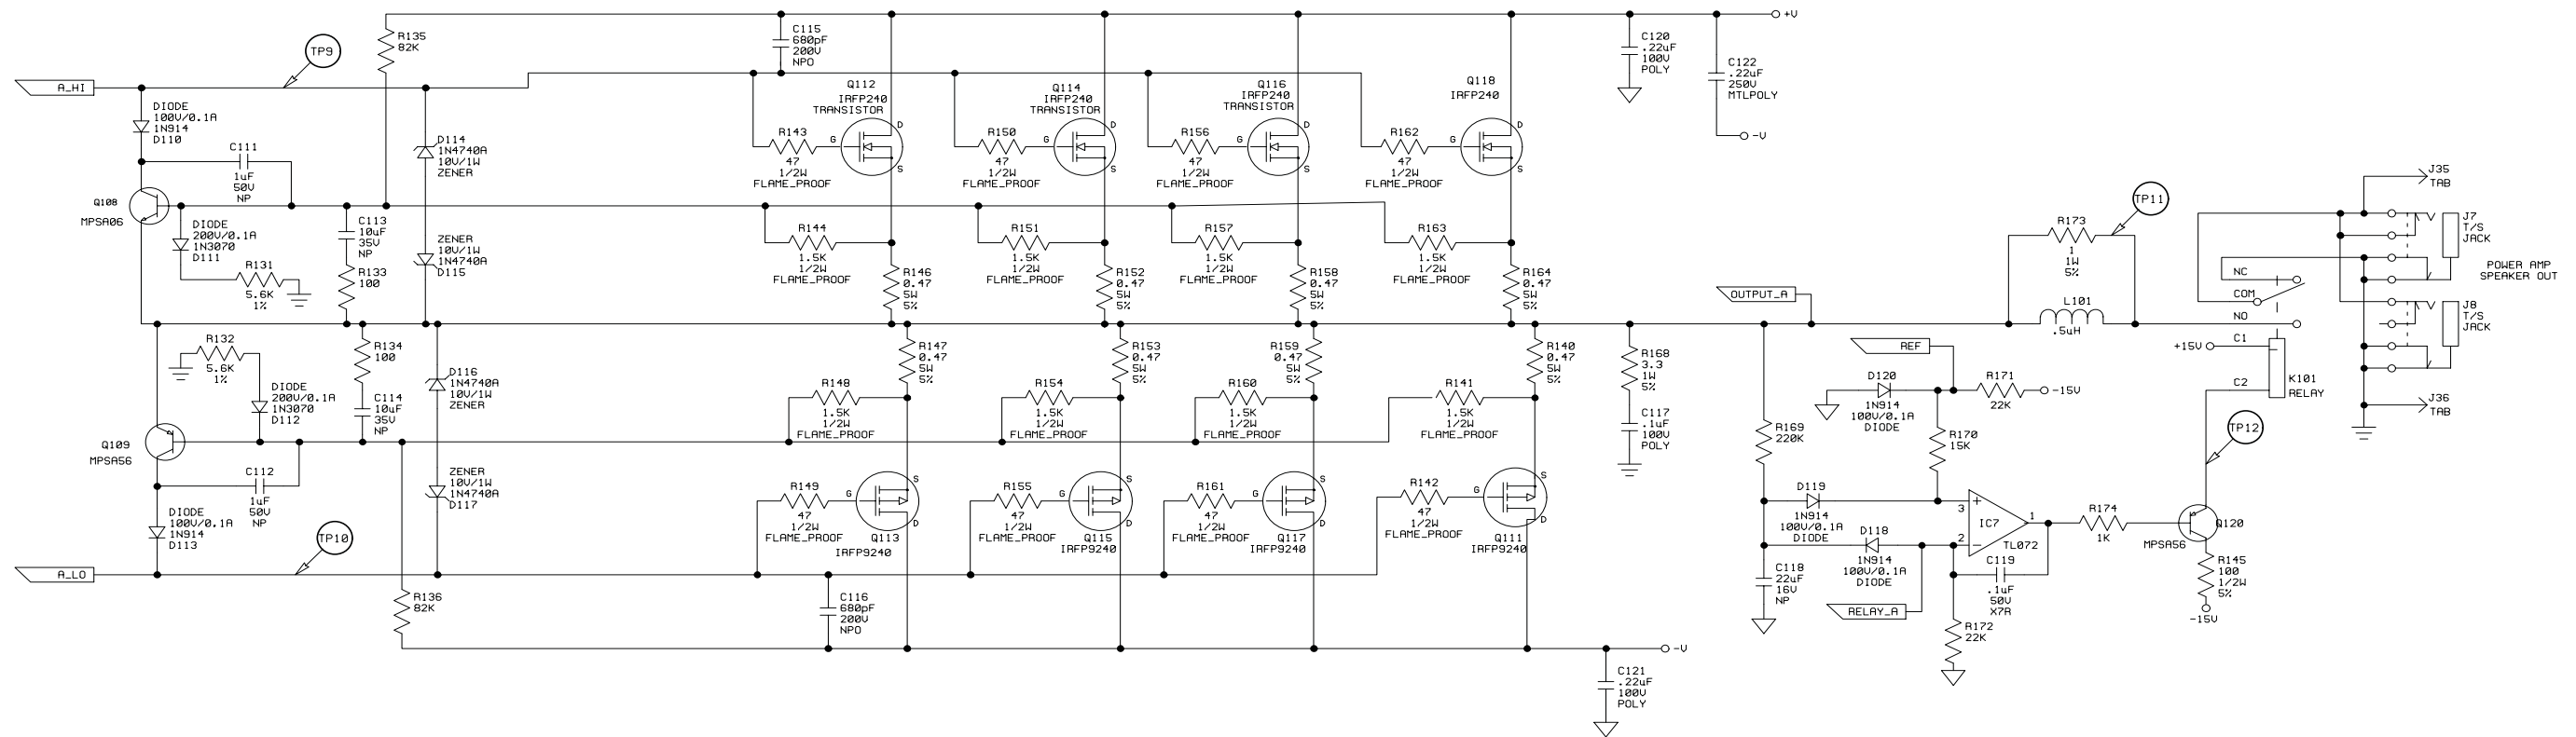 +V
R135
82K
TP9
A_HI
DIODE
100V/0.1A
1N914
D110
C111
1uF
50V
NP
D114
1N4740A
10V/1W
ZENER
Q108
MPSA06
DIODE
200V/0.1A
1N3070
D111
R131
5.6K
1%
C113
10uF
35V
NP
R133
100
ZENER
10V/1W
1N4740A
D115
C115
680pF
200V
NPO
Q112
IRFP240
TRANSISTOR
R143
47
1/2W
FLAME_PROOF
G
D
S
R144
1.5K
1/2W
FLAME_PROOF
R146
0.47
5W
5%
Q114
IRFP240
TRANSISTOR
R150
47
1/2W
FLAME_PROOF
G
D
S
R151
1.5K
1/2W
FLAME_PROOF
R152
0.47
5W
5%
Q116
IRFP240
TRANSISTOR
R156
47
1/2W
FLAME_PROOF
G
D
S
R157
1.5K
1/2W
FLAME_PROOF
R158
0.47
5W
5%
Q118
IRFP240
R162
47
1/2W
FLAME_PROOF
G
D
S
R163
1.5K
1/2W
FLAME_PROOF
R164
0.47
5W
5%
C120
.22uF
100V
POLY
C122
.22uF
250V
MTLPOLY
-V
R132
5.6K
1%
DIODE
200V/0.1A
1N3070
D112
R134
100
C114
10uF
35V
NP
D116
1N4740A
10V/1W
ZENER
Q109
MPSA56
C112
1uF
50V
NP
ZENER
10V/1W
1N4740A
D117
DIODE
100V/0.1A
1N914
D113
TP10
A_LO
R136
82K
R147
0.47
5W
5%
R148
1.5K
1/2W
FLAME_PROOF
R149
47
1/2W
FLAME_PROOF
G
S
D
Q113
IRFP9240
C116
680pF
200V
NPO
R153
0.47
5W
5%
R154
1.5K
1/2W
FLAME_PROOF
R155
47
1/2W
FLAME_PROOF
G
S
D
Q115
IRFP9240
R159
0.47
5W
5%
R160
1.5K
1/2W
FLAME_PROOF
R161
47
1/2W
FLAME_PROOF
G
S
D
Q117
IRFP9240
R140
0.47
5W
5%
R141
1.5K
1/2W
FLAME_PROOF
R142
47
1/2W
FLAME_PROOF
G
S
D
Q111
IRFP9240
R168
3.3
1W
5%
C117
.1uF
100V
POLY
-V
C121
.22uF
100V
POLY
OUTPUT_A
R173
1
1W
5%
TP11
L101
.5uH
REF
D120
1N914
100V/0.1A
DIODE
R171
22K
-15V
R169
220K
R170
15K
D119
1N914
100V/0.1A
DIODE
D118
1N914
100V/0.1A
DIODE
C118
22uF
16V
NP
RELAY_A
3
+
2
-
1
IC7
TL072
C119
.1uF
50V
X7R
R172
22K
R174
1K
MPSA56
Q120
R145
100
1/2W
5%
-15V
TP12
NC
COM
NO
C1
+15V
C2
K101
RELAY
J35
TAB
J7
T/S
JACK
POWER AMP
SPEAKER OUT
J8
T/S
JACK
J36
TAB